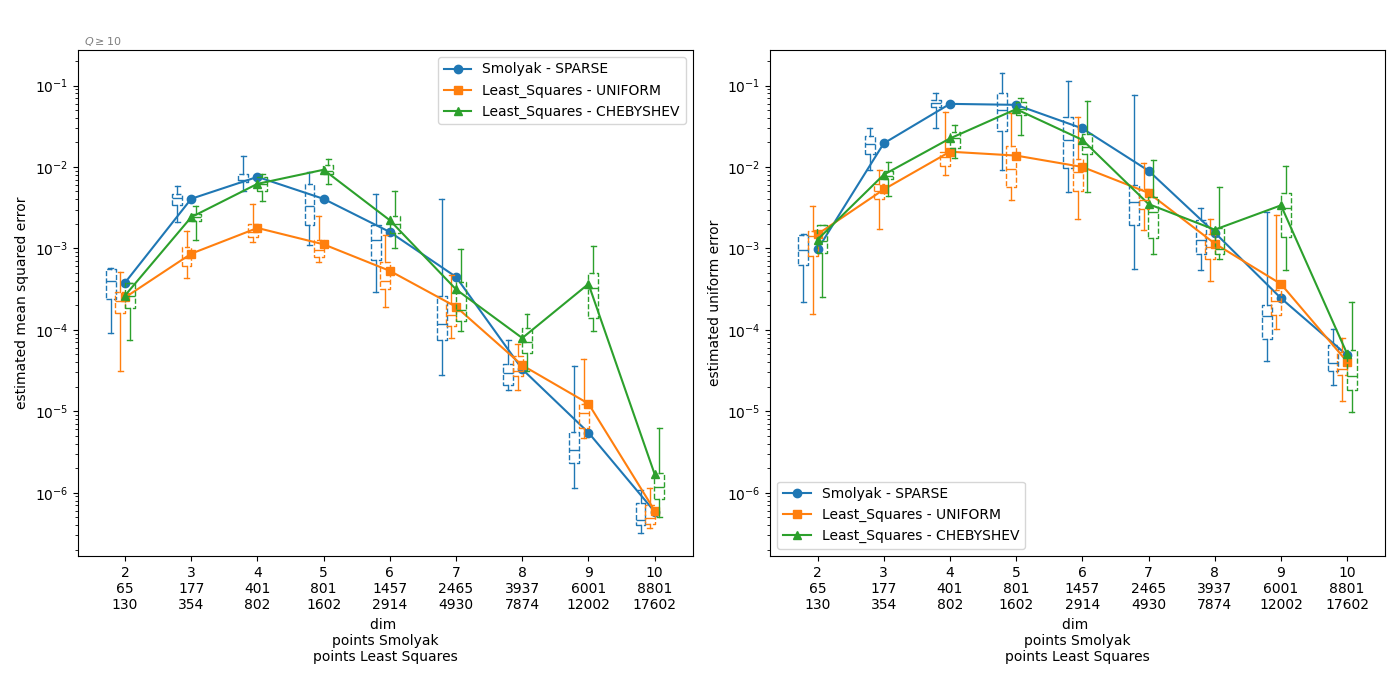 Q ≥ 10
estimated mean squared error
10⁻¹
10⁻²
10⁻³
10⁻⁴
10⁻⁵
10⁻⁶
Smolyak - SPARSE
Least_Squares - UNIFORM
Least_Squares - CHEBYSHEV
2 3 4 5 6 7 8 9 10
65 177 401 801 1457 2465 3937 6001 8801
130 354 802 1602 2914 4930 7874 12002 17602
dim
points Smolyak
points Least Squares
estimated uniform error
10⁻¹
10⁻²
10⁻³
10⁻⁴
10⁻⁵
10⁻⁶
Smolyak - SPARSE
Least_Squares - UNIFORM
Least_Squares - CHEBYSHEV
2 3 4 5 6 7 8 9 10
65 177 401 801 1457 2465 3937 6001 8801
130 354 802 1602 2914 4930 7874 12002 17602
dim
points Smolyak
points Least Squares